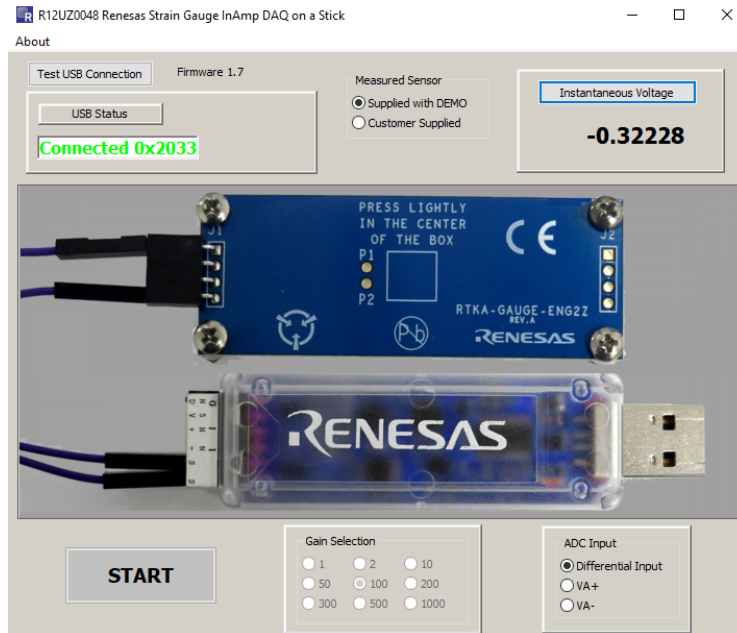 R12UZ0048 Renesas Strain Gauge InAmp DAQ on a Stick
About
Test USB Connection
Firmware 1.7
USB Status
Connected 0x2033
Measured Sensor
Supplied with DEMO
Customer Supplied
Instantaneous Voltage
-0.32228
PRESS LIGHTLY
IN THE CENTER
OF THE BOX
J1
P1
P2
CE
J2
RTKA-GAUGE-ENG2Z
REV.A
Pb
RENESAS
RENESAS
START
Gain Selection
1 2 10
50 100 200
300 500 1000
ADC Input
Differential Input
VA+
VA-